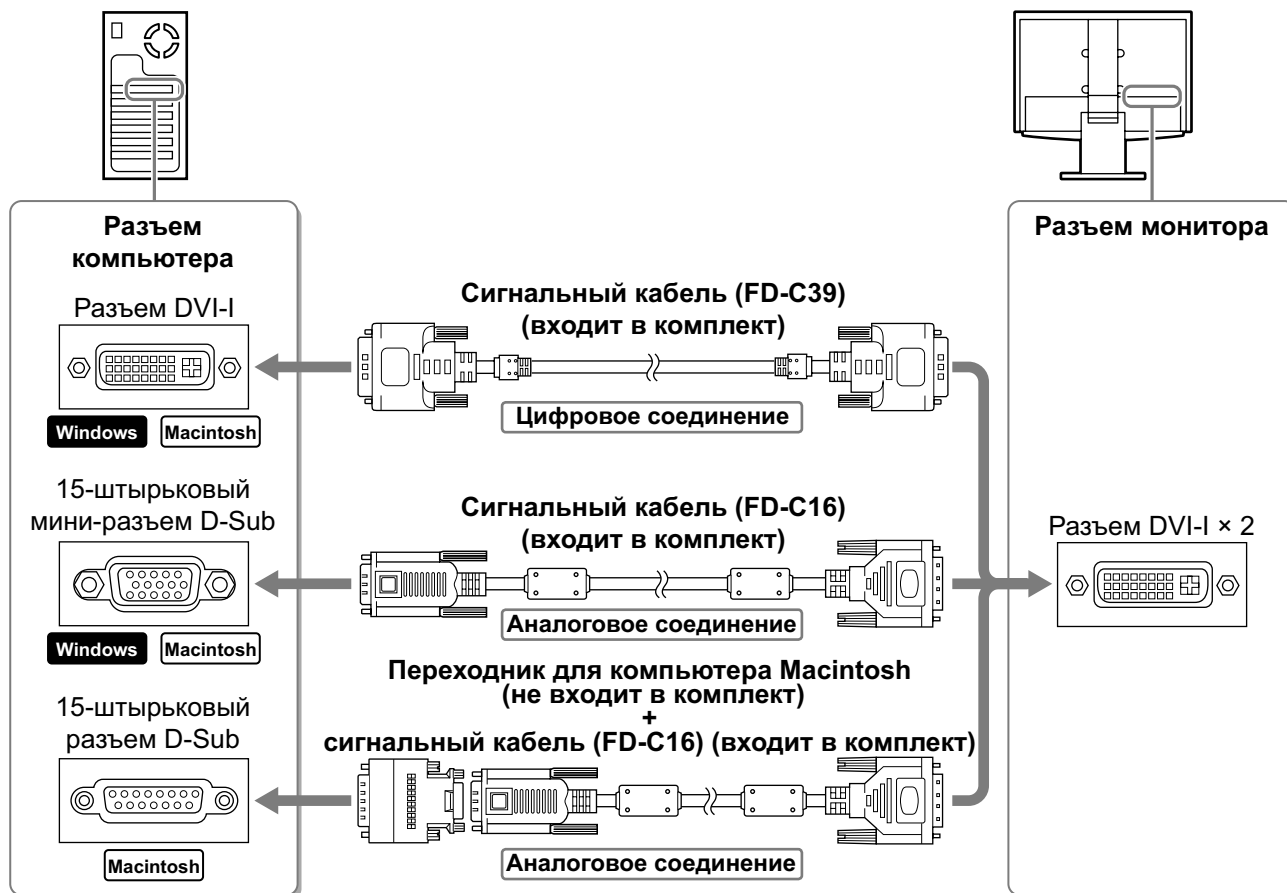 Разъем
компьютера
Разъем DVI-I
Windows Macintosh
15-штырьковый
мини-разъем D-Sub
Windows Macintosh
15-штырьковый
разъем D-Sub
Macintosh
Сигнальный кабель (FD-C39)
(входит в комплект)
Цифровое соединение
Сигнальный кабель (FD-C16)
(входит в комплект)
Аналоговое соединение
Переходник для компьютера Macintosh
(не входит в комплект)
+
сигнальный кабель (FD-C16) (входит в комплект)
Аналоговое соединение
Разъем монитора
Разъем DVI-I × 2